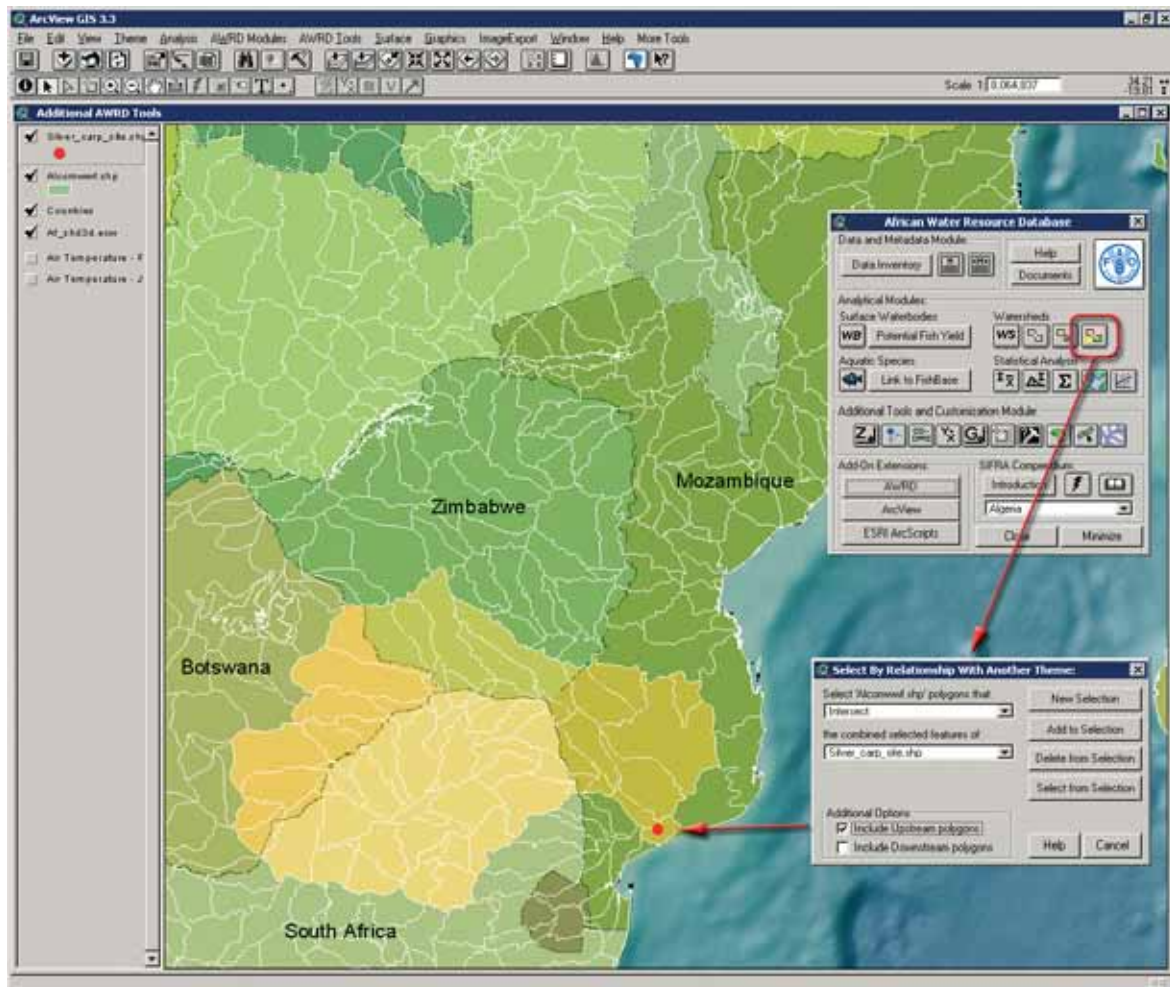 ArcView GIS 3.3
File Edit View Theme Analysis AWRD Modules AWRD Tools Surface Graphics ImageExport Window Help More Tools
Scale 1:
Additional AWRD Tools
Silver_carp_site.shp
Alcomwwf.shp
Countries
Air Temperature - 
Air Temperature - J
Zimbabwe
Mozambique
Botswana
South Africa
African Water Resource Database
Data and Metadata Module:
Data Inventory
Help
Documents
Analytical Modules:
Surface Waterbodies
Watersheds
WB
Potential Fish Yield
WS
Aquatic Species
Statistical Analysis
Link to FishBase
Additional Tools and Customization Module
Add-On Extensions:
SIFRA Compendium:
AWRD
Introduction
ArcView
Algeria
ESRI ArcScripts
Close
Minimize
Select By Relationship With Another Theme:
Select 'Alcomwwf.shp' polygons that
Intersect
the combined selected features of
Silver_carp_site.shp
New Selection
Add to Selection
Delete from Selection
Select from Selection
Additional Options
Include Upstream polygons
Include Downstream polygons
Help
Cancel